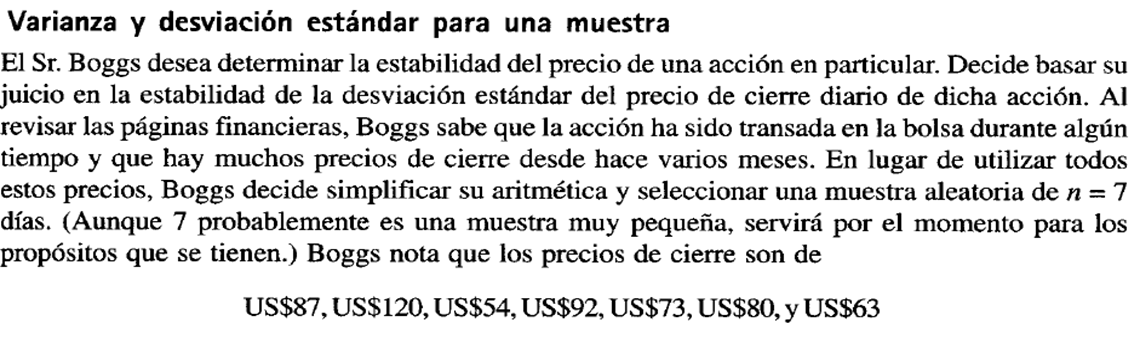 Varianza y desviación estándar para una muestra
El Sr. Boggs desea determinar la estabilidad del precio de una acción en particular. Decide basar su
juicio en la estabilidad de la desviación estándar del precio de cierre diario de dicha acción. Al
revisar las páginas financieras, Boggs sabe que la acción ha sido transada en la bolsa durante algún
tiempo y que hay muchos precios de cierre desde hace varios meses. En lugar de utilizar todos
estos precios, Boggs decide simplificar su aritmética y seleccionar una muestra aleatoria de n = 7
días. (Aunque 7 probablemente es una muestra muy pequeña, servirá por el momento para los
propósitos que se tienen.) Boggs nota que los precios de cierre son de
US$87, US$120, US$54, US$92, US$73, US$80, y US$63